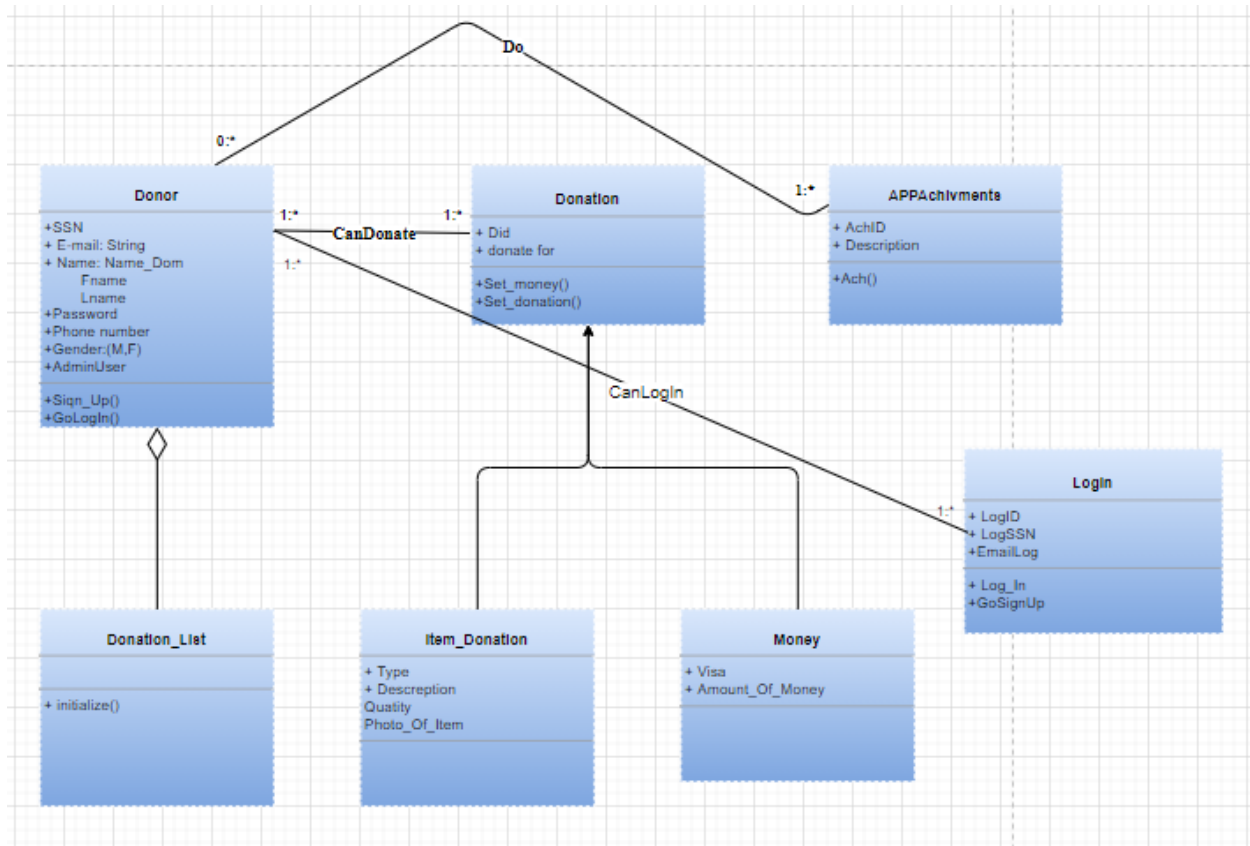 Do
0:*
1:*
Donor
+SSN
+ E-mail: String
+ Name: Name_Dom
Fname
Lname
+Password
+Phone number
+Gender:(M,F)
+AdminUser
+Sign_Up()
+GoLogIn()
1:*
CanDonate
1:*
1:*
Donation
+ Did
+ donate for
+Set_money()
+Set_donation()
APPAchivments
+ AchID
+ Description
+Ach()
CanLogIn
1:*
LogIn
+ LogID
+ LogSSN
+EmailLog
+ Log_In
+GoSignUp
Donation_List
+ initialize()
Item_Donation
+ Type
+ Descreption
Quatity
Photo_Of_Item
Money
+ Visa
+ Amount_Of_Money